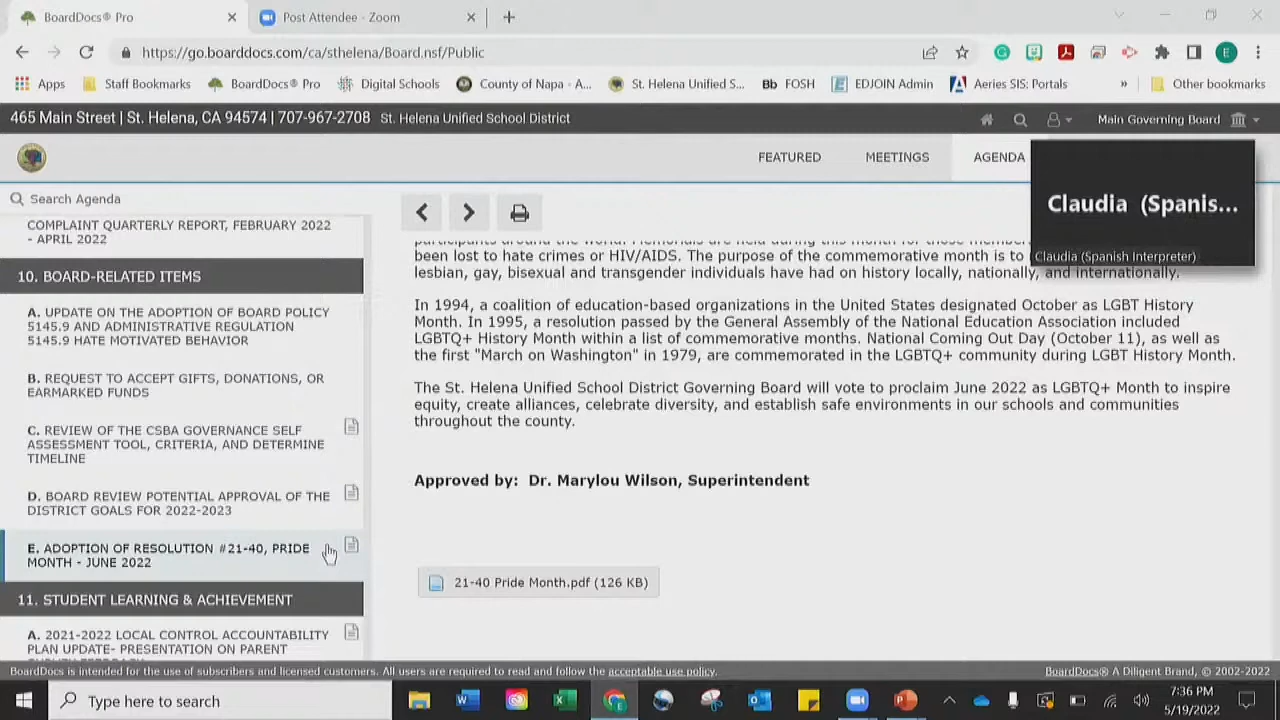 BoardDocs® Pro
Post Attendee - Zoom
https://go.boarddocs.com/ca/sthelena/Board.nsf/Public
E
Apps
Staff Bookmarks
BoardDocs® Pro
Digital Schools
County of Napa - A...
St. Helena Unified S...
Bb FOSH
EDJOIN Admin
Aeries SIS: Portals
»
Other bookmarks
465 Main Street | St. Helena, CA 94574 | 707-967-2708 St. Helena Unified School District
Main Governing Board
FEATURED
MEETINGS
AGENDA
Claudia (Spanis...
Claudia (Spanish Interpreter)
Search Agenda
COMPLAINT QUARTERLY REPORT, FEBRUARY 2022
- APRIL 2022
10. BOARD-RELATED ITEMS
A. UPDATE ON THE ADOPTION OF BOARD POLICY
5145.9 AND ADMINISTRATIVE REGULATION
5145.9 HATE MOTIVATED BEHAVIOR
B. REQUEST TO ACCEPT GIFTS, DONATIONS, OR
EARMARKED FUNDS
C. REVIEW OF THE CSBA GOVERNANCE SELF
ASSESSMENT TOOL, CRITERIA, AND DETERMINE
TIMELINE
D. BOARD REVIEW POTENTIAL APPROVAL OF THE
DISTRICT GOALS FOR 2022-2023
E. ADOPTION OF RESOLUTION #21-40, PRIDE
MONTH - JUNE 2022
11. STUDENT LEARNING & ACHIEVEMENT
A. 2021-2022 LOCAL CONTROL ACCOUNTABILITY
PLAN UPDATE- PRESENTATION ON PARENT
participants around the world. Memorials are held during this month for those
been lost to hate crimes or HIV/AIDS. The purpose of the commemorative month is to
lesbian, gay, bisexual and transgender individuals have had on history locally, nationally, and internationally.
In 1994, a coalition of education-based organizations in the United States designated October as LGBT History
Month. In 1995, a resolution passed by the General Assembly of the National Education Association included
LGBTQ+ History Month within a list of commemorative months. National Coming Out Day (October 11), as well as
the first "March on Washington" in 1979, are commemorated in the LGBTQ+ community during LGBT History Month.
The St. Helena Unified School District Governing Board will vote to proclaim June 2022 as LGBTQ+ Month to inspire
equity, create alliances, celebrate diversity, and establish safe environments in our schools and communities
throughout the county.
Approved by: Dr. Marylou Wilson, Superintendent
21-40 Pride Month.pdf (126 KB)
BoardDocs is intended for the use of subscribers and licensed customers. All users are required to read and follow the acceptable use policy.
BoardDocs® A Diligent Brand, © 2002-2022
Type here to search
7:36 PM
5/19/2022